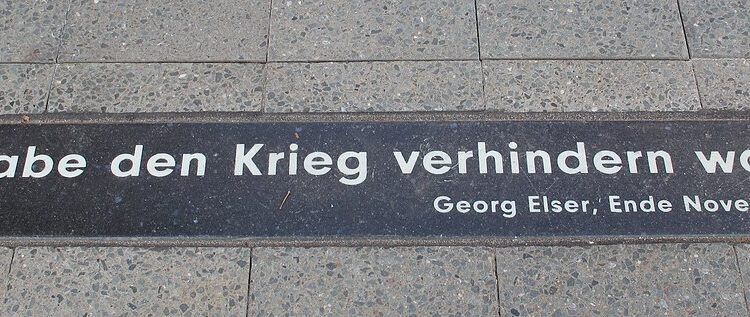 abe den Krieg verhindern wo
Georg Elser, Ende Nove